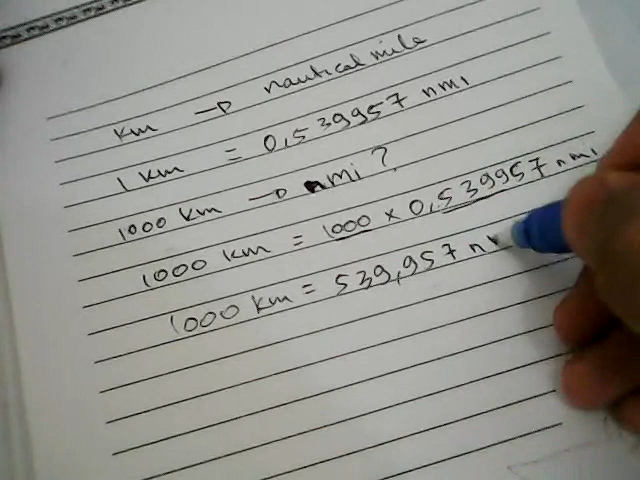 km → nautical mile
1 km = 0,539957 nmi
1000 km → nmi ?
1000 km = 1000 × 0,539957 nmi
1000 km = 539,957 n